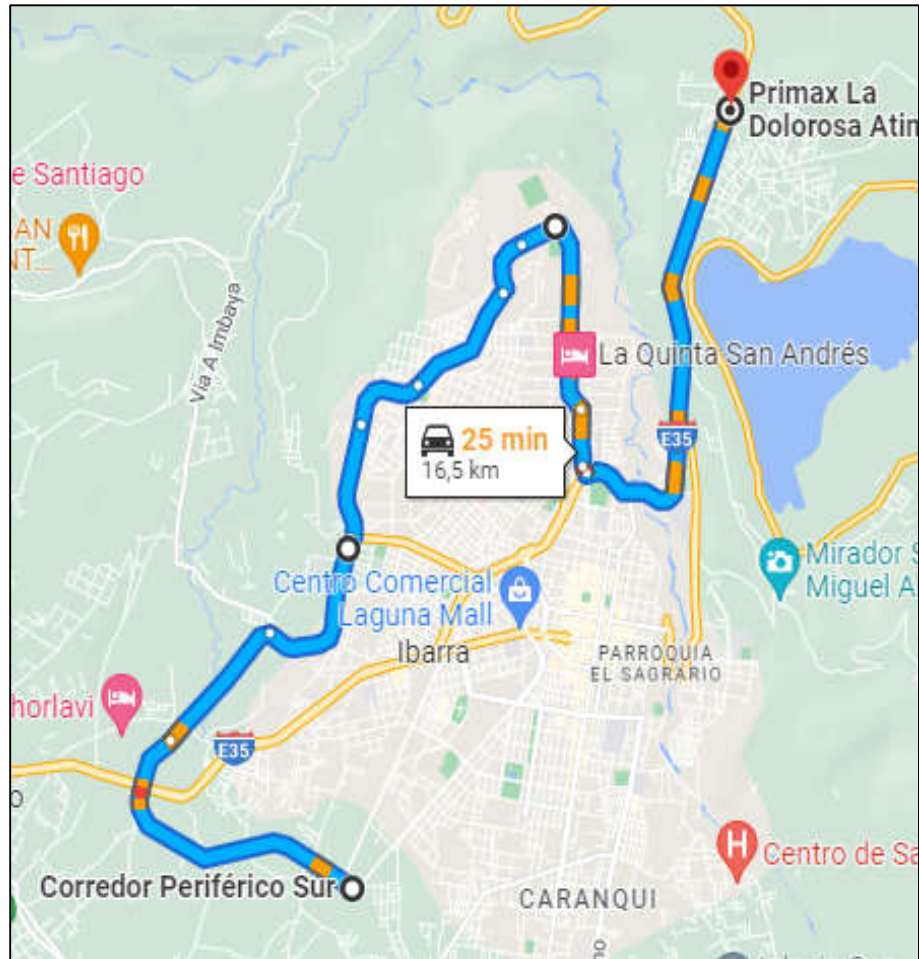 Primax La
Dolorosa Atin
e Santiago
AN
NT...
Via A Imbaya
La Quinta San Andrés
25 min
16,5 km
E35
Mirador S
Miguel A
Centro Comercial
Laguna Mall
Ibarra
PARROQUIA
EL SAGRARIO
horlavi
E35
o
H
Centro de Sa
Corredor Periférico Sur
CARANQUI